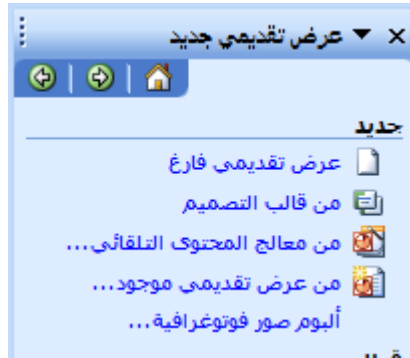 عرض تقديمي جديد
جديد
عرض تقديمي فارغ
من قالب التصميم
من معالج المحتوى التلقائي...
من عرض تقديمي موجود...
ألبوم صور فوتوغرافية...